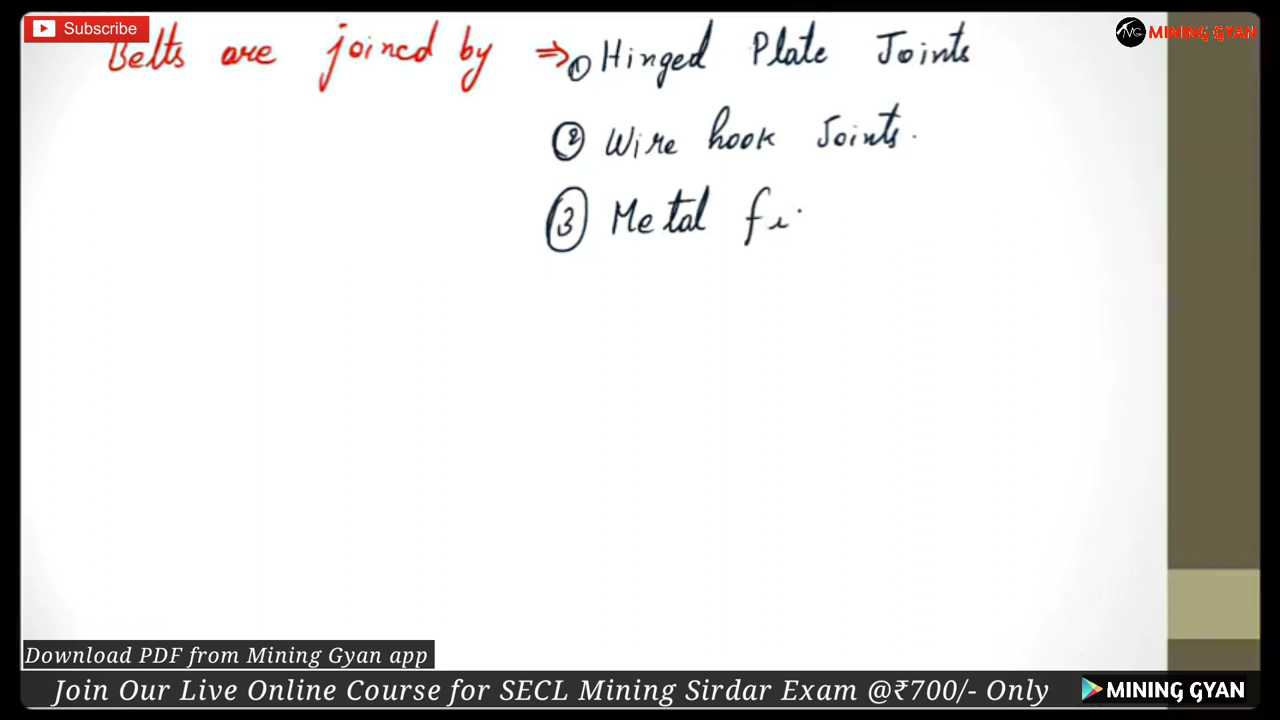 Subscribe
MINING GYAN
Belts are joined by ⇒ ① Hinged Plate Joints
② Wire hook Joints.
③ Metal
Download PDF from Mining Gyan app
Join Our Live Online Course for SECL Mining Sirdar Exam @₹700/- Only
MINING GYAN